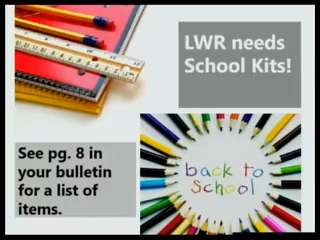 LWR needs
School Kits!
See pg. 8 in
your bulletin
for a list of
items.
back to
school